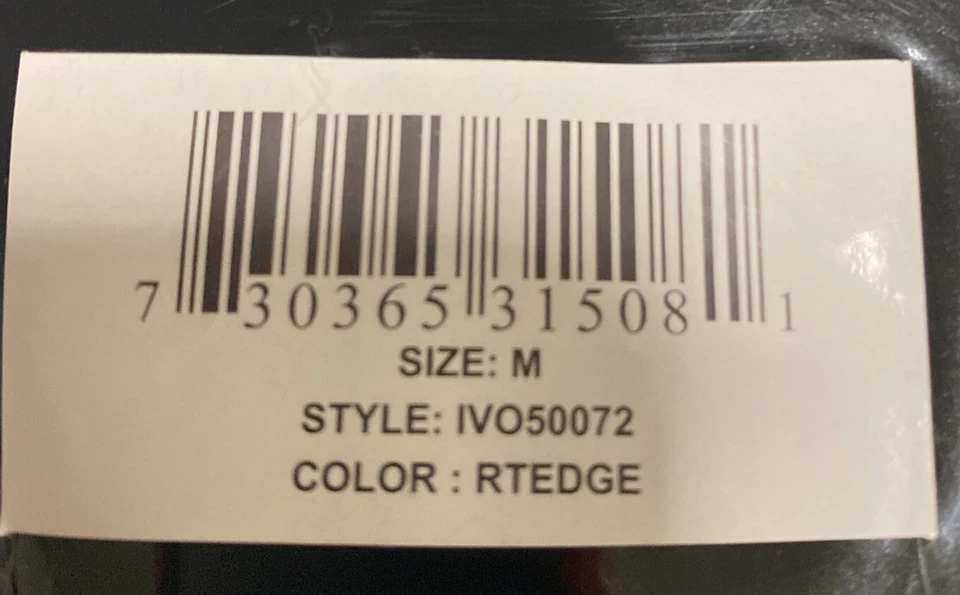 7 30365 31508 1
SIZE: M
STYLE: IVO50072
COLOR : RTEDGE